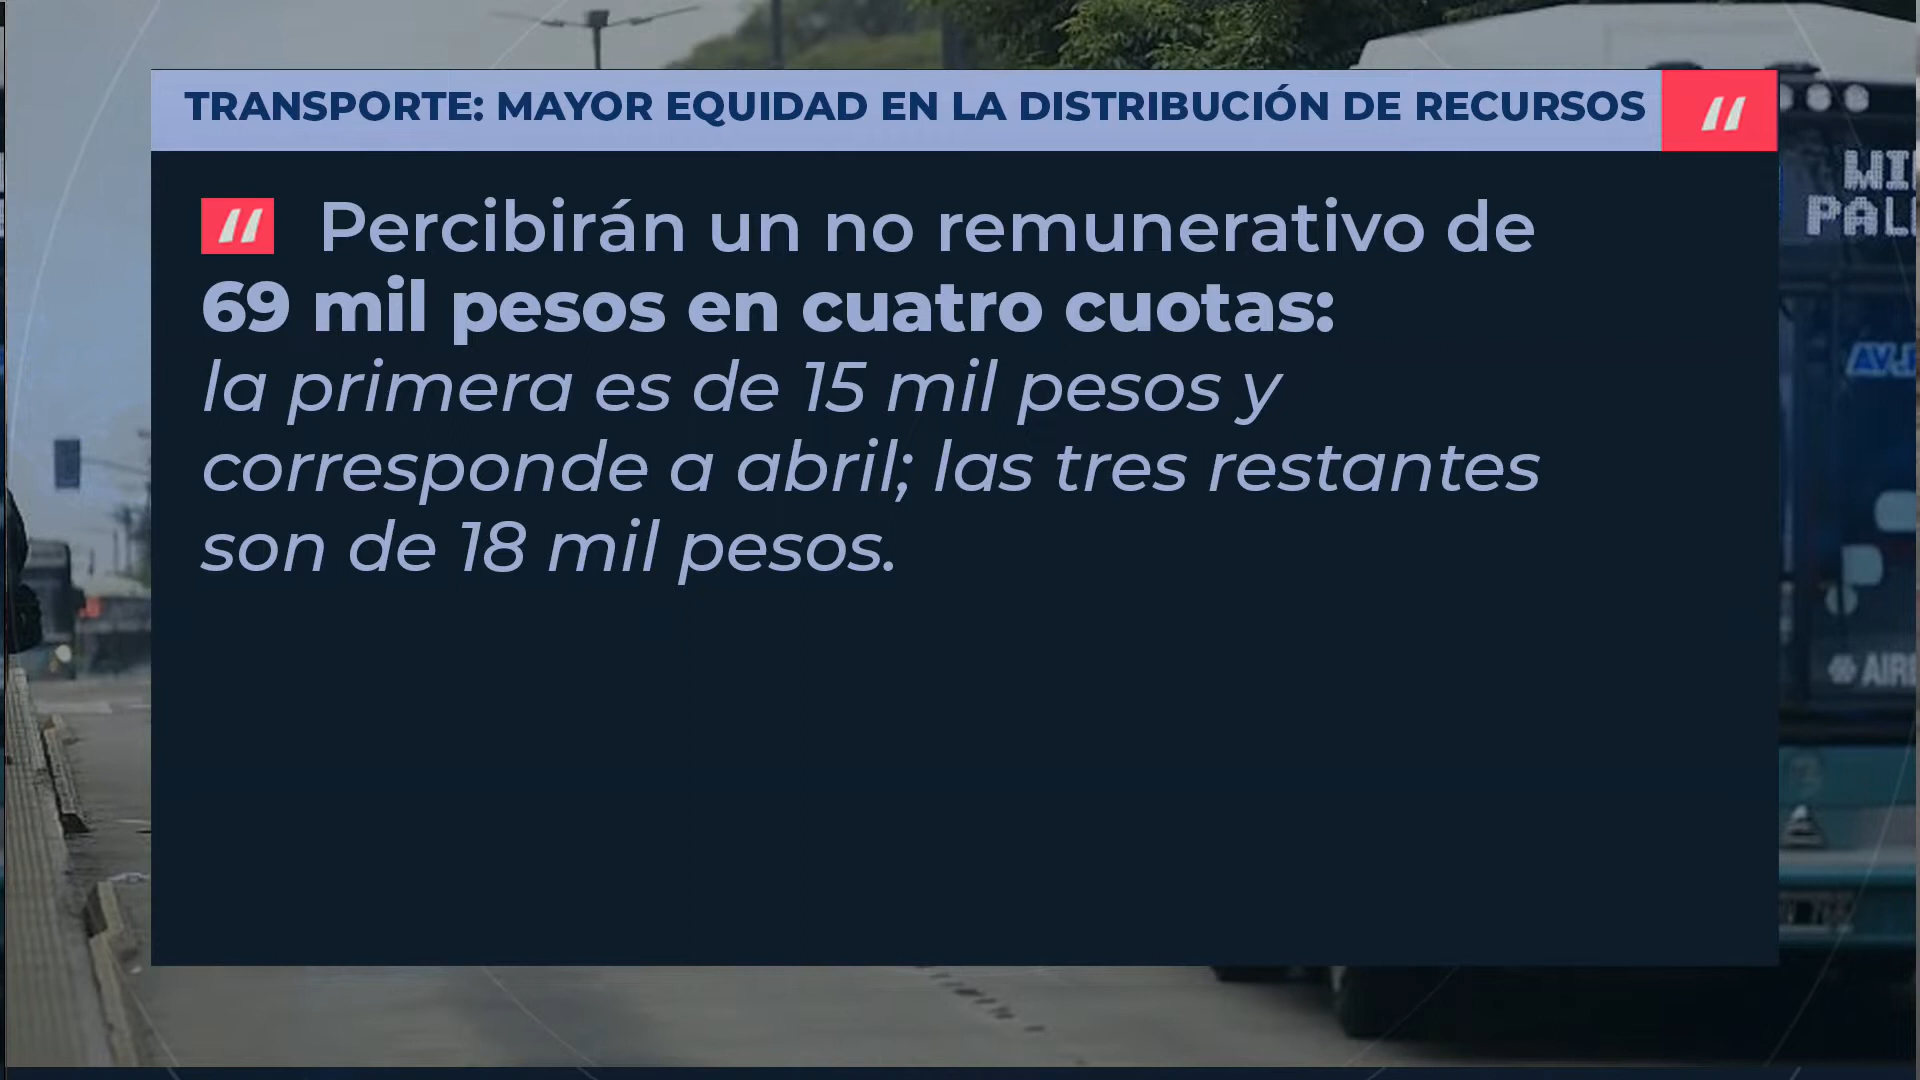 TRANSPORTE: MAYOR EQUIDAD EN LA DISTRIBUCIÓN DE RECURSOS
Percibirán un no remunerativo de
69 mil pesos en cuatro cuotas:
la primera es de 15 mil pesos y
corresponde a abril; las tres restantes
son de 18 mil pesos.